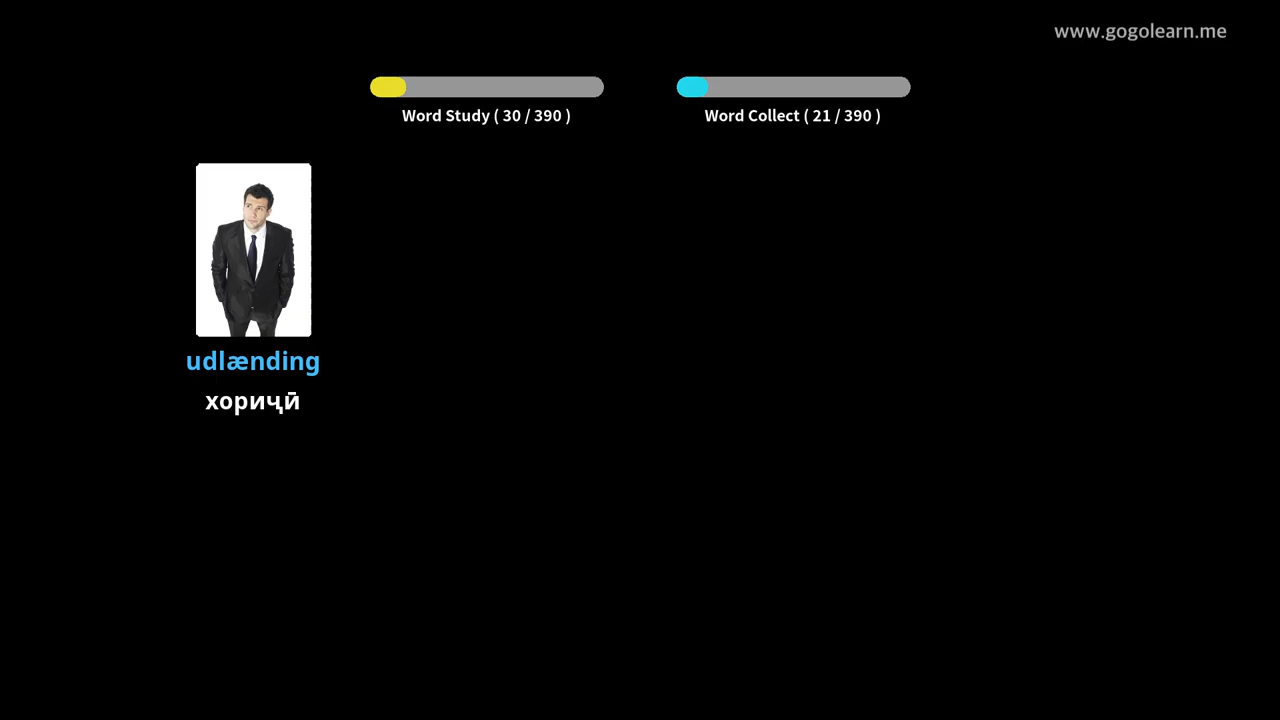 www.gogolearn.me
Word Study ( 30 / 390 )
Word Collect ( 21 / 390 )
udlænding
хориҷӣ